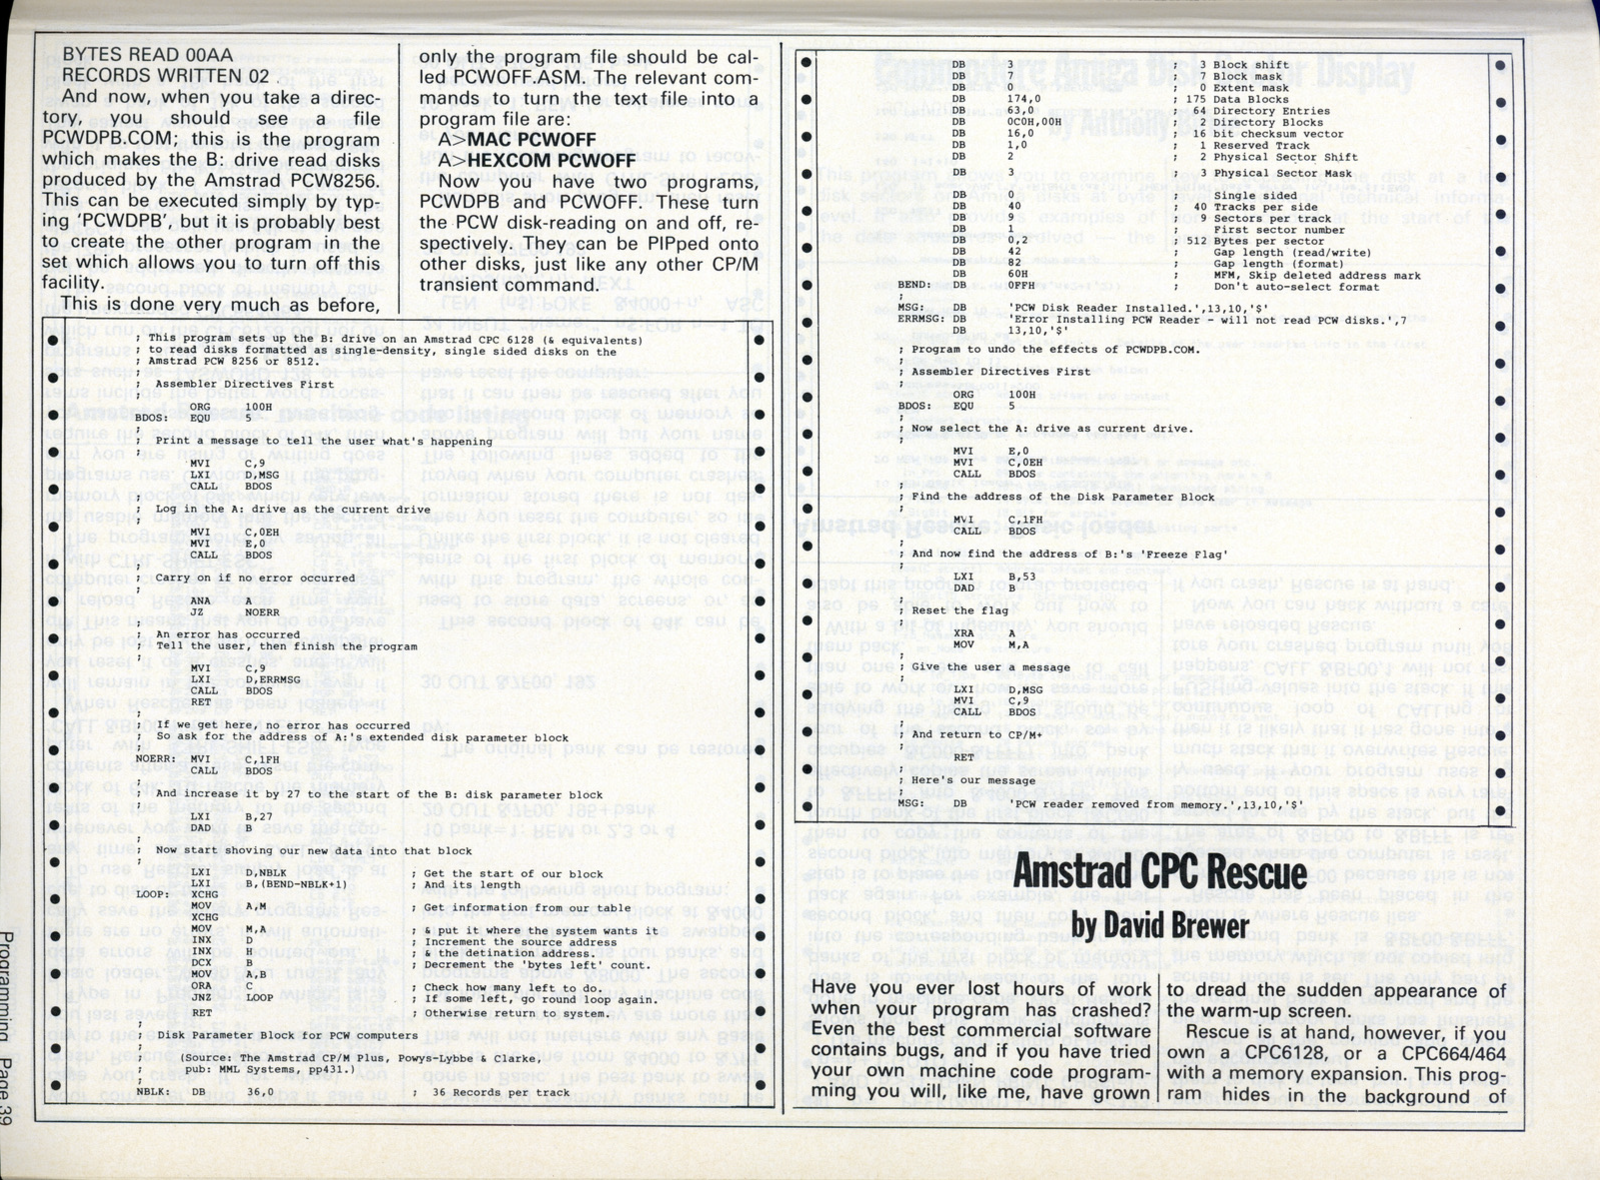 BYTES READ 00AA
RECORDS WRITTEN 02
And now, when you take a direc-
tory, you should see a file
PCWDPB.COM; this is the program
which makes the B: drive read disks
produced by the Amstrad PCW8256.
This can be executed simply by typ-
ing 'PCWDPB', but it is probably best
to create the other program in the
set which allows you to turn off this
facility.
This is done very much as before,
only the program file should be cal-
led PCWOFF.ASM. The relevant com-
mands to turn the text file into a
program file are:
A>MAC PCWOFF
A>HEXCOM PCWOFF
Now you have two programs,
PCWDPB and PCWOFF. These turn
the PCW disk-reading on and off, re-
spectively. They can be PIPped onto
other disks, just like any other CP/M
transient command.
; This program sets up the B: drive on an Amstrad CPC 6128 (& equivalents)
; to read disks formatted as single-density, single sided disks on the
; Amstrad PCW 8256 or 8512.
;
; Assembler Directives First
;
ORG 100H
BDOS: EQU 5
;
; Print a message to tell the user what's happening
;
MVI C,9
LXI D,MSG
CALL BDOS
;
; Log in the A: drive as the current drive
;
MVI C,0EH
MVI E,0
CALL BDOS
;
; Carry on if no error occurred
;
ANA A
JZ NOERR
;
; An error has occurred
; Tell the user, then finish the program
;
MVI C,9
LXI D,ERRMSG
CALL BDOS
RET
;
; If we get here, no error has occurred
; So ask for the address of A:'s extended disk parameter block
;
NOERR: MVI C,1FH
CALL BDOS
;
; And increase it by 27 to the start of the B: disk parameter block
;
LXI B,27
DAD B
;
; Now start shoving our new data into that block
;
LXI D,NBLK ; Get the start of our block
LXI B,(BEND-NBLK+1) ; And its length
LOOP: XCHG
MOV A,M ; Get information from our table
XCHG
MOV M,A ; & put it where the system wants it
INX D ; Increment the source address
INX H ; & the detination address.
DCX B ; Decrement the 'bytes left' count.
MOV A,B
ORA C ; Check how many left to do.
JNZ LOOP ; If some left, go round loop again.
RET ; Otherwise return to system.
;
; Disk Parameter Block for PCW computers
;
; (Source: The Amstrad CP/M Plus, Powys-Lybbe & Clarke,
; pub: MML Systems, pp431.)
;
NBLK: DB 36,0 ; 36 Records per track
DB 3 ; 3 Block shift
DB 7 ; 7 Block mask
DB 0 ; 0 Extent mask
DB 174,0 ; 175 Data Blocks
DB 63,0 ; 64 Directory Entries
DB 0C0H,00H ; 2 Directory Blocks
DB 16,0 ; 16 bit checksum vector
DB 1,0 ; 1 Reserved Track
DB 2 ; 2 Physical Sector Shift
DB 3 ; 3 Physical Sector Mask
DB 0 ; Single sided
DB 40 ; 40 Tracks per side
DB 9 ; 9 Sectors per track
DB 1 ; First sector number
DB 0,2 ; 512 Bytes per sector
DB 42 ; Gap length (read/write)
DB 82 ; Gap length (format)
DB 60H ; MFM, Skip deleted address mark
BEND: DB 0FFH ; Don't auto-select format
;
MSG: DB 'PCW Disk Reader Installed.',13,10,'$'
ERRMSG: DB 'Error Installing PCW Reader - will not read PCW disks.',7
DB 13,10,'$'
; Program to undo the effects of PCWDPB.COM.
;
; Assembler Directives First
;
ORG 100H
BDOS: EQU 5
;
; Now select the A: drive as current drive.
;
MVI E,0
MVI C,0EH
CALL BDOS
;
; Find the address of the Disk Parameter Block
;
MVI C,1FH
CALL BDOS
;
; And now find the address of B:'s 'Freeze Flag'
;
LXI B,53
DAD B
;
; Reset the flag
;
XRA A
MOV M,A
;
; Give the user a message
;
LXI D,MSG
MVI C,9
CALL BDOS
;
; And return to CP/M+
;
RET
;
; Here's our message
;
MSG: DB 'PCW reader removed from memory.',13,10,'$'
Amstrad CPC Rescue
by David Brewer
Have you ever lost hours of work
when your program has crashed?
Even the best commercial software
contains bugs, and if you have tried
your own machine code program-
ming you will, like me, have grown
to dread the sudden appearance of
the warm-up screen.
Rescue is at hand, however, if you
own a CPC6128, or a CPC664/464
with a memory expansion. This prog-
ram hides in the background of
Programming Page 39